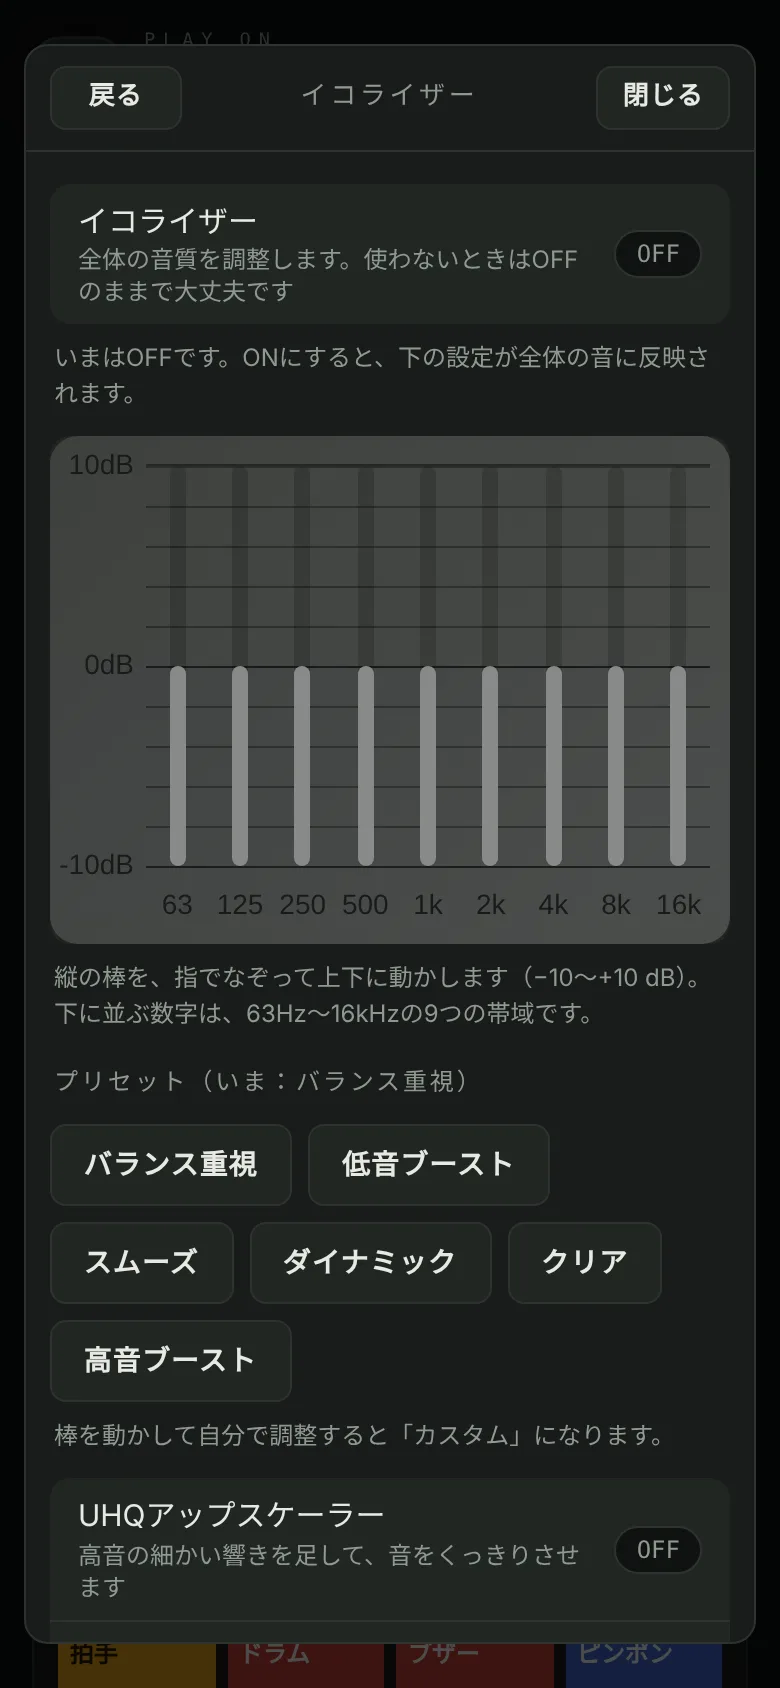 PLAY ON
戻る
イコライザー
閉じる
イコライザー
全体の音質を調整します。使わないときはOFF
のままで大丈夫です
OFF
いまはOFFです。ONにすると、下の設定が全体の音に反映さ
れます。
10dB
0dB
-10dB
63 125 250 500 1k 2k 4k 8k 16k
縦の棒を、指でなぞって上下に動かします（−10〜+10 dB）。
下に並ぶ数字は、63Hz〜16kHzの9つの帯域です。
プリセット（いま：バランス重視）
バランス重視 低音ブースト
スムーズ ダイナミック クリア
高音ブースト
棒を動かして自分で調整すると「カスタム」になります。
UHQアップスケーラー
高音の細かい響きを足して、音をくっきりさせ
ます
OFF
拍手 ドラム ブザー ピンポン